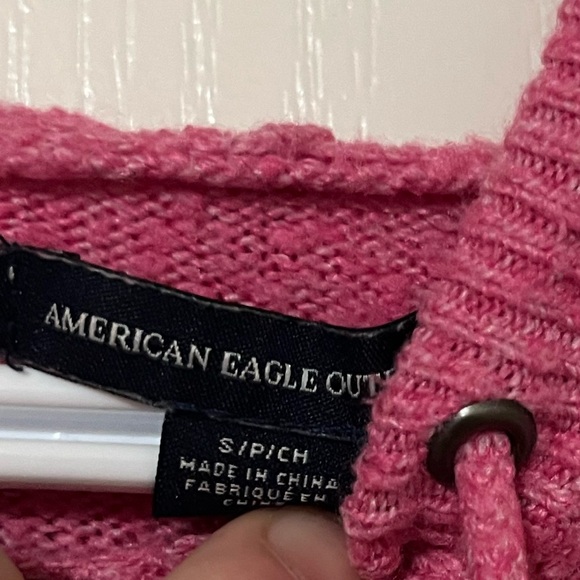 AMERICAN EAGLE OUT
S/P/CH
MADE IN CHINA
FABRIQUÉ EN